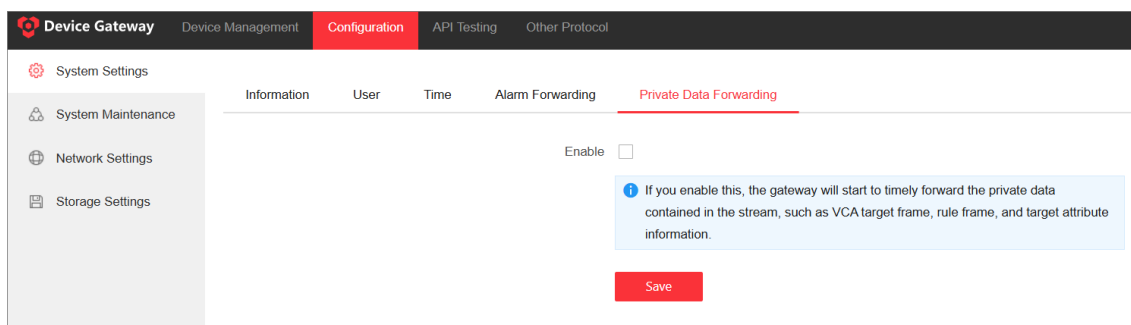 Device Gateway Device Management Configuration API Testing Other Protocol
System Settings
Information User Time Alarm Forwarding Private Data Forwarding
System Maintenance
Enable
Network Settings
If you enable this, the gateway will start to timely forward the private data
Storage Settings
contained in the stream, such as VCA target frame, rule frame, and target attribute
information.
Save